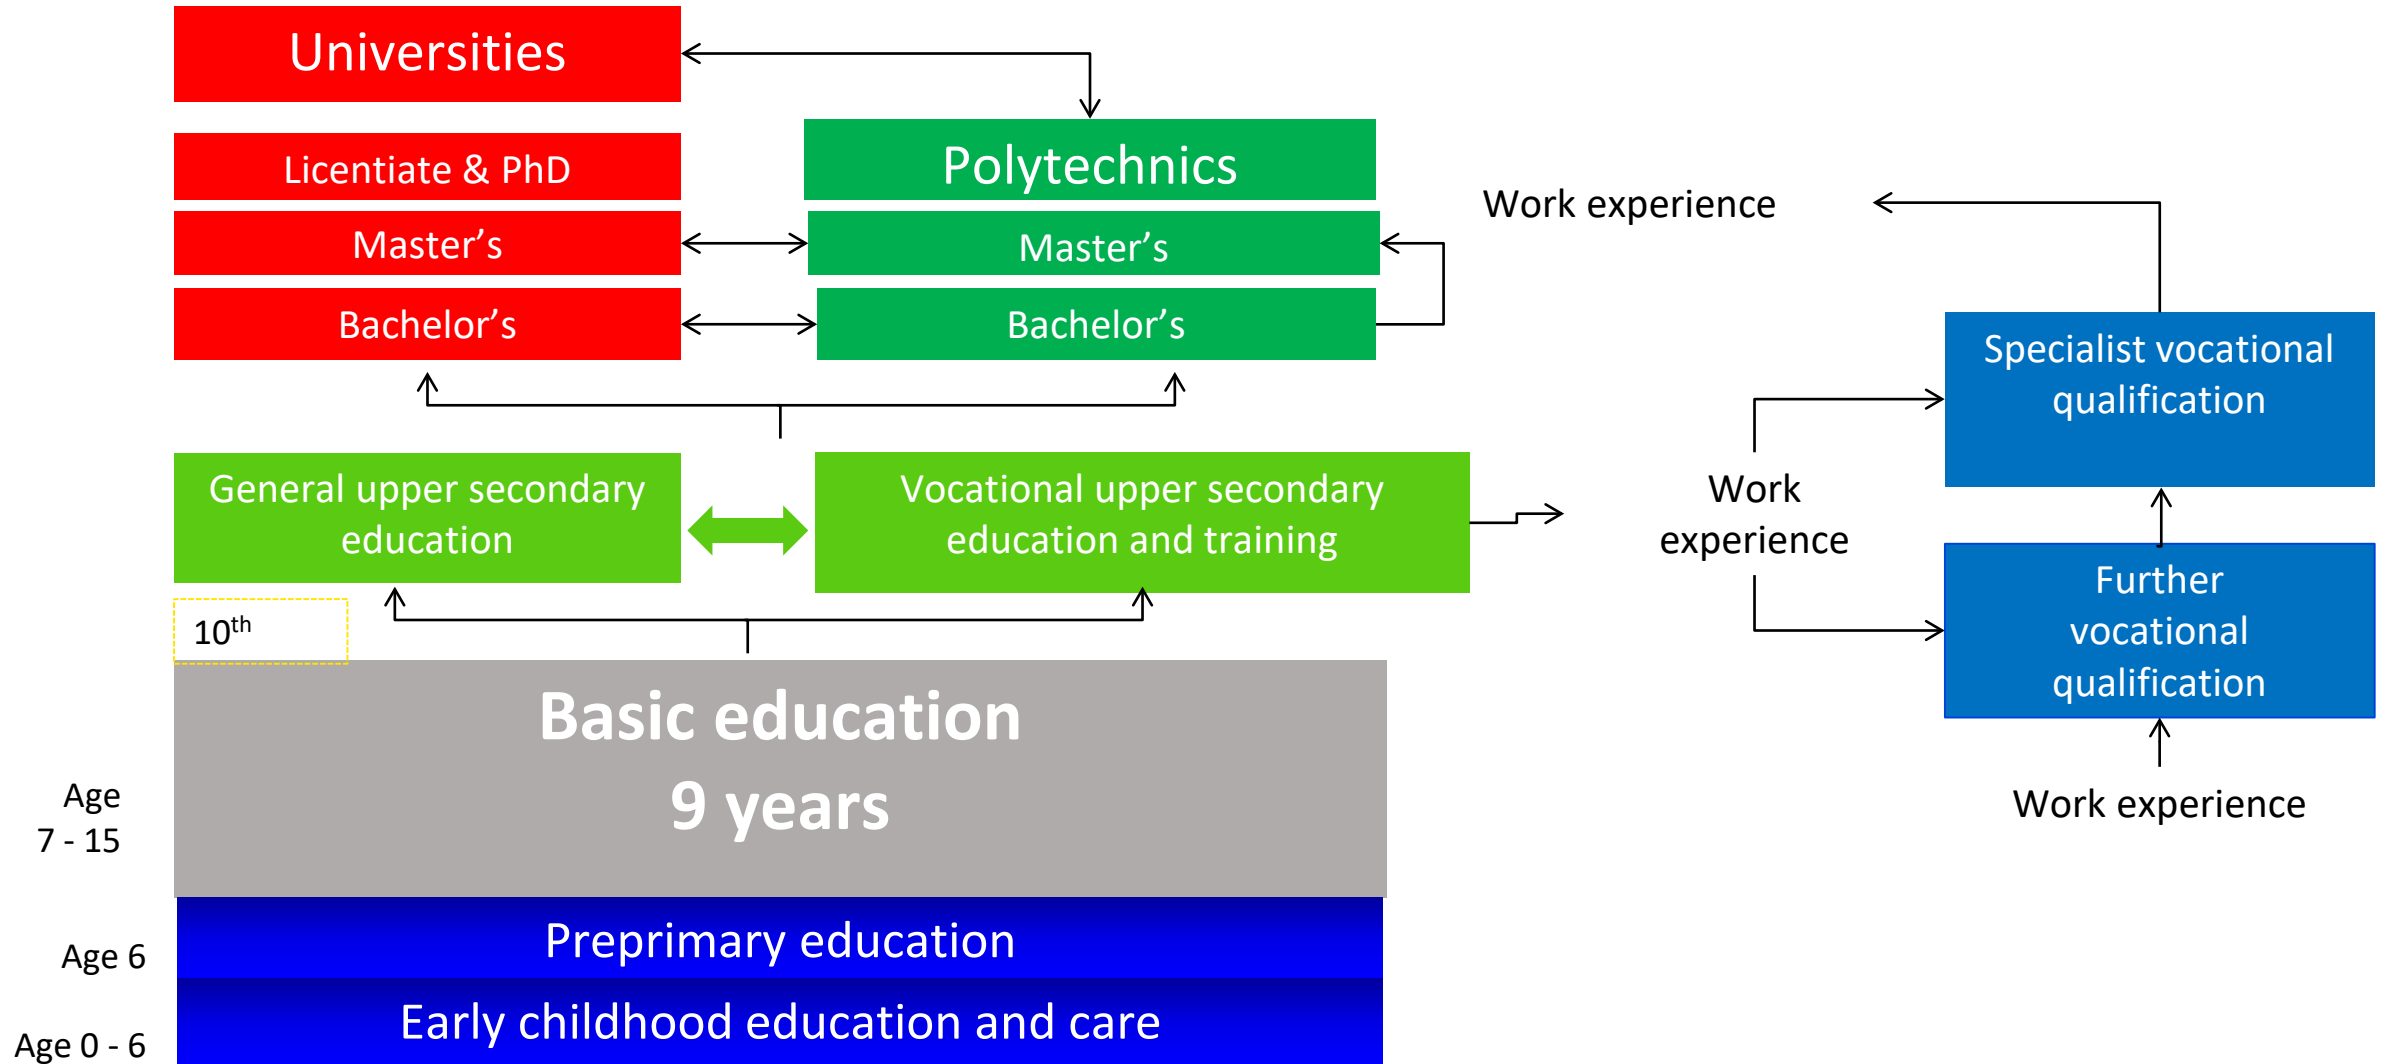 Universities
Licentiate & PhD
Polytechnics
Work experience
Master’s
Master’s
Bachelor’s
Bachelor’s
Specialist vocational
qualification
General upper secondary
education
Vocational upper secondary
education and training
Work
experience
Further
vocational
qualification
10th
Basic education
9 years
Age
7 - 15
Work experience
Age 6
Preprimary education
Age 0 - 6
Early childhood education and care